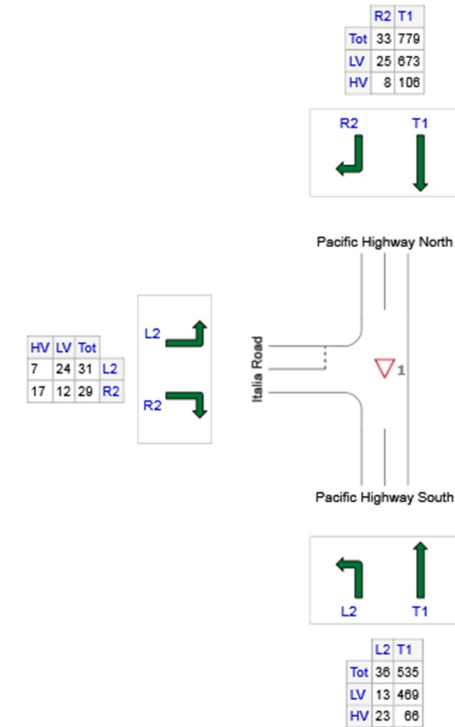 R2 T1
Tot 33 779
LV 25 673
HV 8 106
R2 T1
Pacific Highway North
HV LV Tot
7 24 31 L2
17 12 29 R2
L2
R2
Italia Road
1
Pacific Highway South
L2 T1
L2 T1
Tot 36 535
LV 13 469
HV 23 66